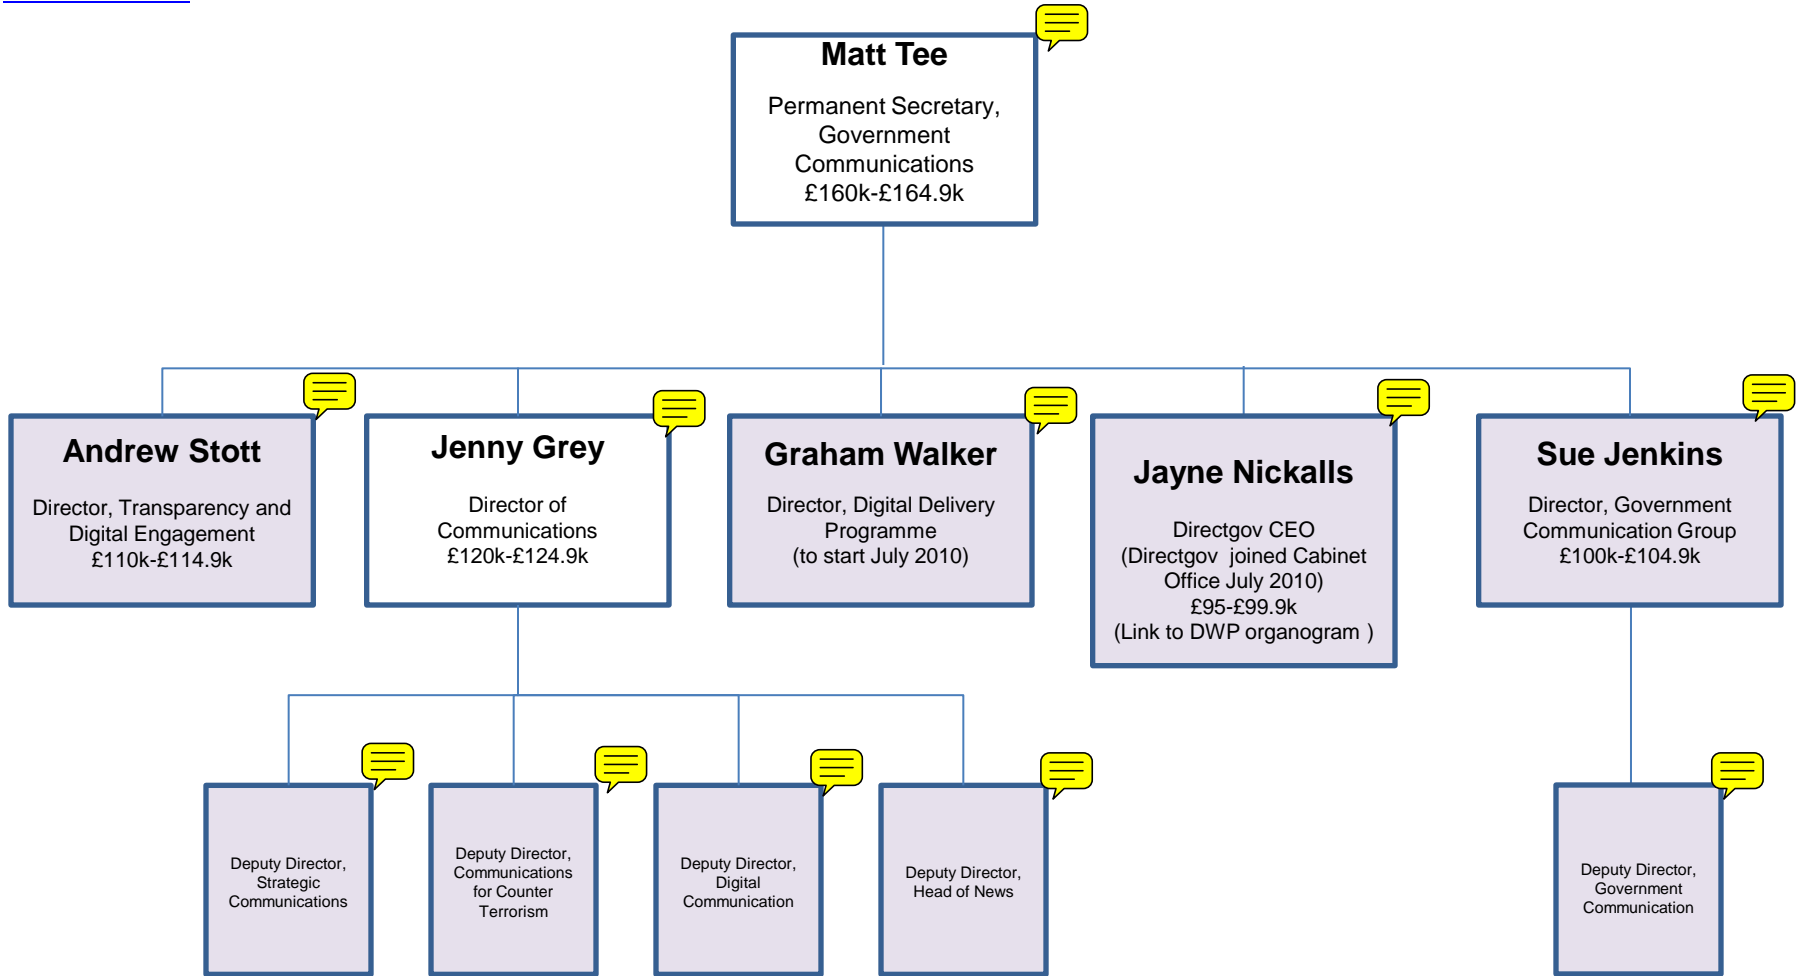 Matt Tee
Permanent Secretary,
Government
Communications
£160k-£164.9k
Andrew Stott
Director, Transparency and
Digital Engagement
£110k-£114.9k
Jenny Grey
Director of
Communications
£120k-£124.9k
Graham Walker
Director, Digital Delivery
Programme
(to start July 2010)
Jayne Nickalls
Directgov CEO
(Directgov  joined Cabinet
Office July 2010)
£95-£99.9k
(Link to DWP organogram )
Sue Jenkins
Director, Government
Communication Group
£100k-£104.9k
Deputy Director,
Strategic
Communications
Deputy Director,
Communications
for Counter
Terrorism
Deputy Director,
Digital
Communication
Deputy Director,
Head of News
Deputy Director,
Government
Communication